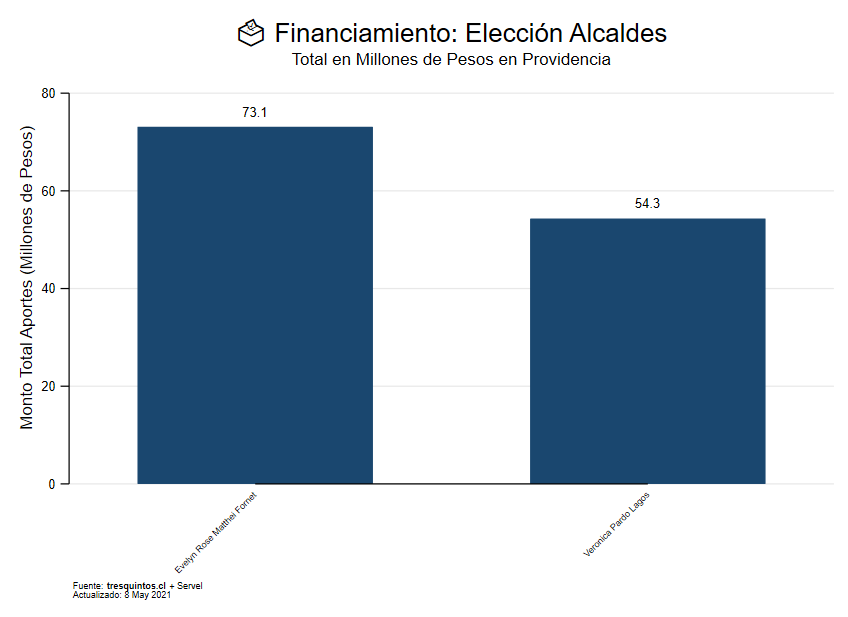 Financiamiento: Elección Alcaldes
Total en Millones de Pesos en Providencia
Monto Total Aportes (Millones de Pesos)
80
60
40
20
0
73.1
54.3
Evelyn Rose Matthei Fornet
Veronica Pardo Lagos
Fuente: tresquintos.cl + Servel
Actualizado: 8 May 2021